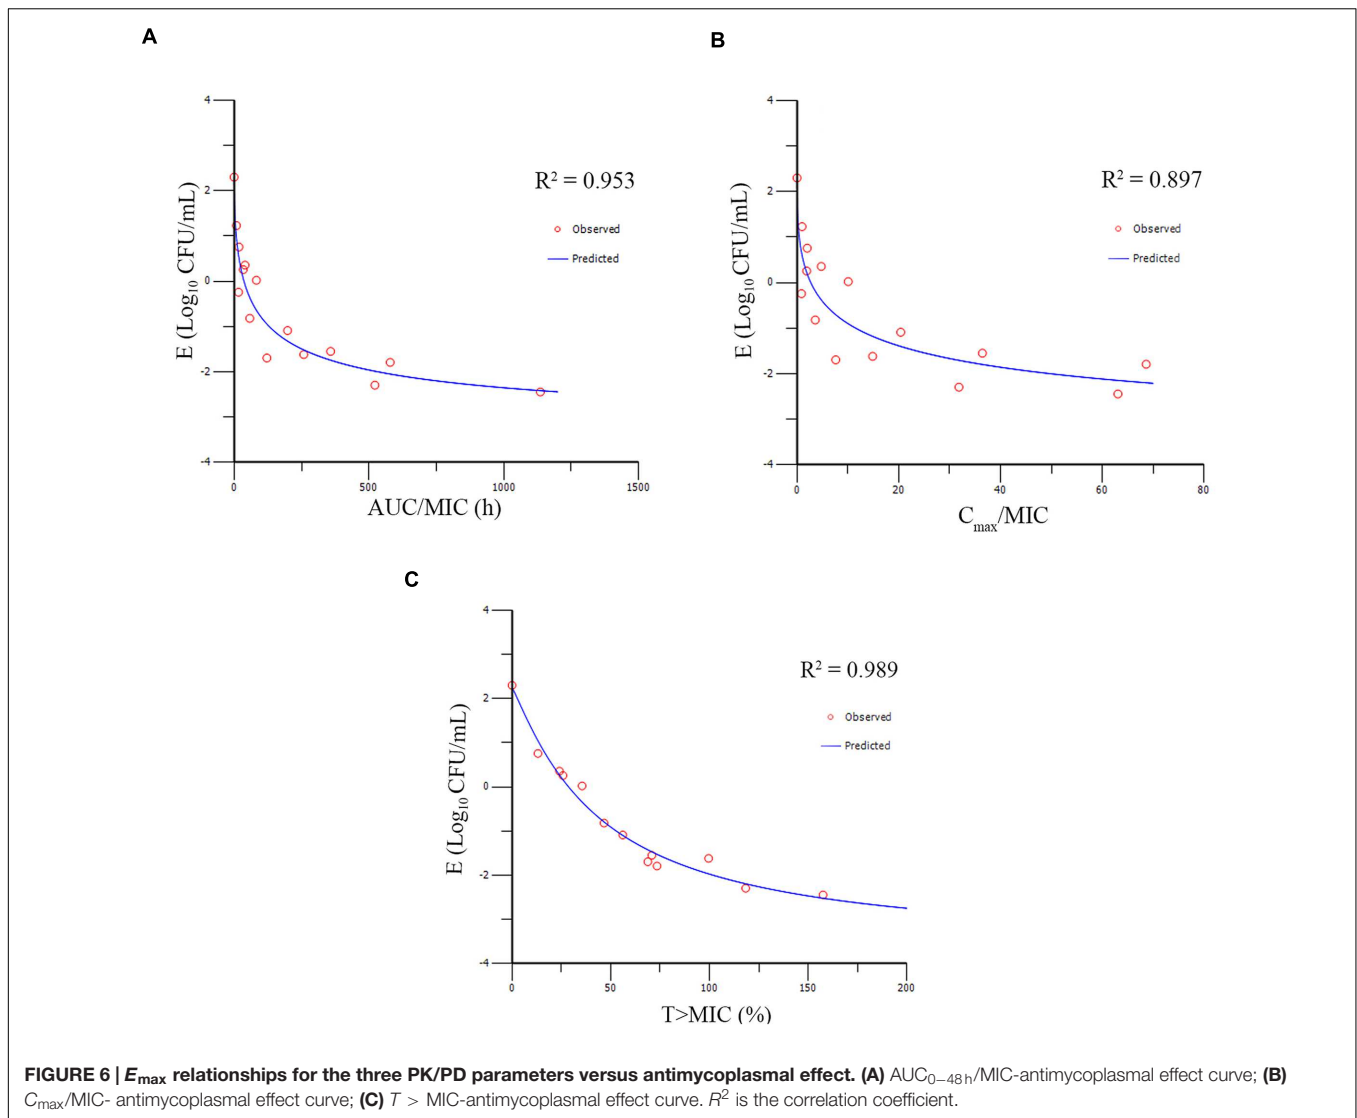 A
4
2
0
-2
-4
E (Log10 CFU/mL)
R2 = 0.953
Observed
Predicted
0
500
1000
1500
AUC/MIC (h)
B
4
2
0
-2
-4
E (Log10 CFU/mL)
R2 = 0.897
Observed
Predicted
0
20
40
60
80
Cmax/MIC
C
4
2
0
-2
-4
E (Log10 CFU/mL)
R2 = 0.989
Observed
Predicted
0
50
100
150
200
T>MIC (%)
FIGURE 6 | Emax relationships for the three PK/PD parameters versus antimycoplasmal effect. (A) AUC0–48 h/MIC-antimycoplasmal effect curve; (B)
Cmax/MIC- antimycoplasmal effect curve; (C) T > MIC-antimycoplasmal effect curve. R2 is the correlation coefficient.